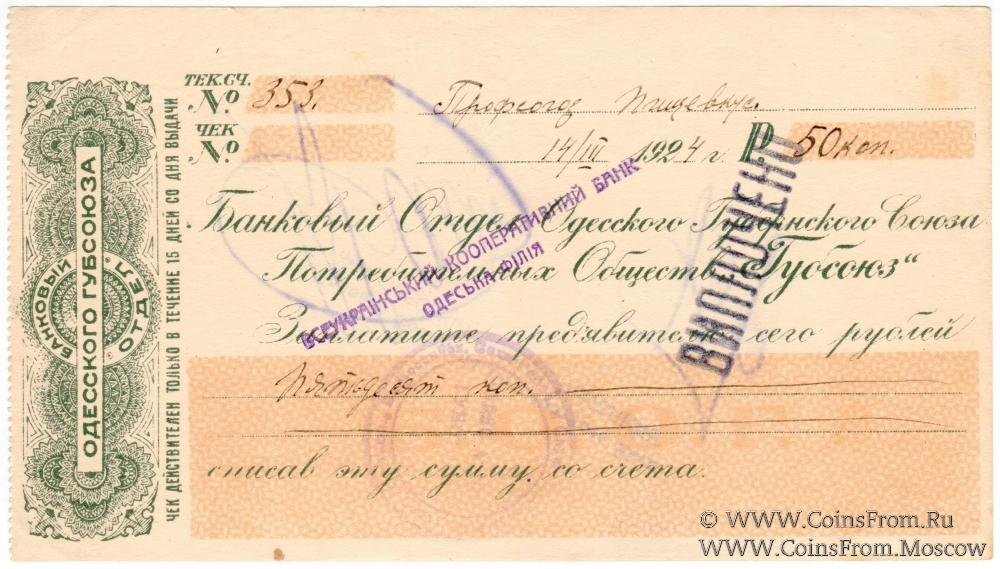 БАНКОВЫЙ ОТДЕЛ
ОДЕССКОГО ГУБСОЮЗА
ЧЕК ДЕЙСТВИТЕЛЕН ТОЛЬКО В ТЕЧЕНИЕ 15 ДНЕЙ СО ДНЯ ВЫДАЧИ
ТЕК.СЧ. № 353.
ЧЕК №
14/III 1924 г. Р 50 коп.
Банковый Отдел Одесского Губернского Союза
Потребительных Обществ „Губсоюз“
Заплатите предъявителю сего рублей
пятьдесят коп.
списав эту сумму со счета.
ВСЕУКРАЇНСЬКИЙ КООПЕРАТИВНИЙ БАНК
ОДЕСЬКА ФІЛІЯ
ВИПЛОЧЕНО
© WWW.CoinsFrom.Ru
WWW.CoinsFrom.Moscow